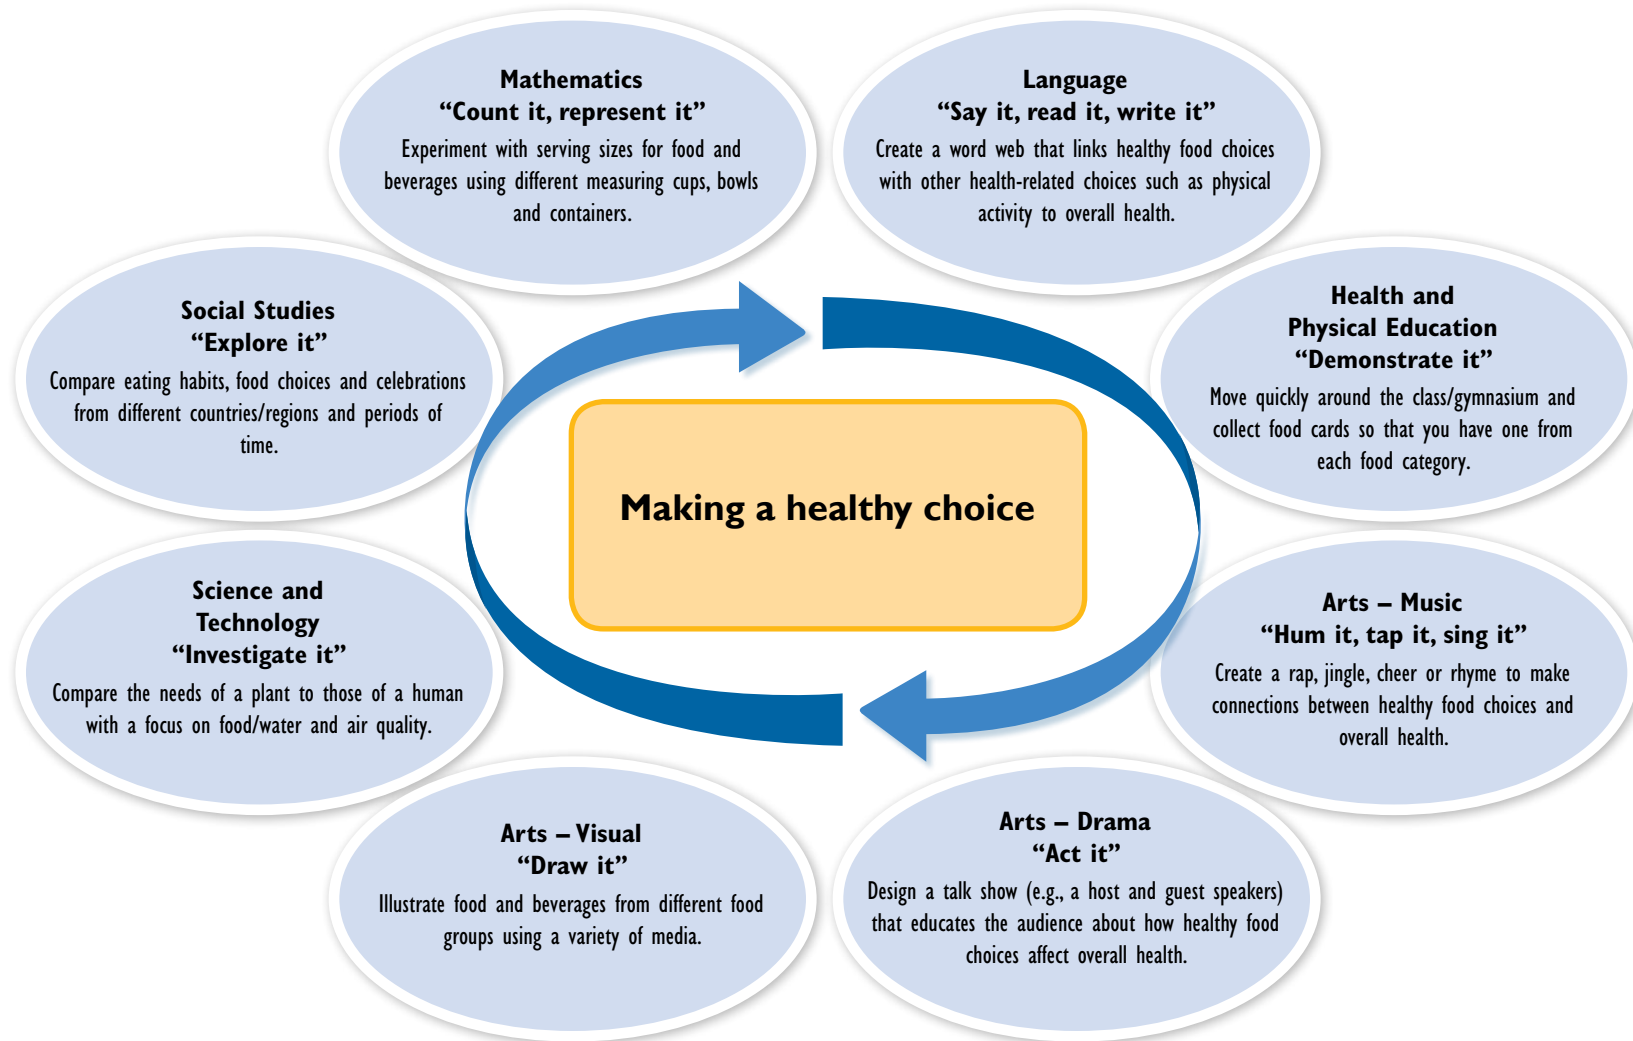 Mathematics
“Count it, represent it”
Experiment with serving sizes for food and
beverages using different measuring cups, bowls
and containers.
Language
“Say it, read it, write it”
Create a word web that links healthy food choices
with other health-related choices such as physical
activity to overall health.
Health and
Physical Education
“Demonstrate it”
Move quickly around the class/gymnasium and
collect food cards so that you have one from
each food category.
Arts – Music
“Hum it, tap it, sing it”
Create a rap, jingle, cheer or rhyme to make
connections between healthy food choices and
overall health.
Arts – Drama
“Act it”
Design a talk show (e.g., a host and guest speakers)
that educates the audience about how healthy food
choices affect overall health.
Arts – Visual
“Draw it”
Illustrate food and beverages from different food
groups using a variety of media.
Science and
Technology
“Investigate it”
Compare the needs of a plant to those of a human
with a focus on food/water and air quality.
Social Studies
“Explore it”
Compare eating habits, food choices and celebrations
from different countries/regions and periods of
time.
Making a healthy choice